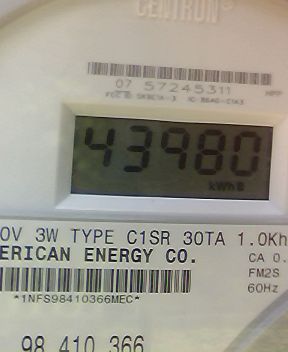 CENTRON®
07 57245311
43980
kWh
0V 3W TYPE C1SR 30TA 1.0Kh
ERICAN ENERGY CO.
CA 0.
FM2S
*1NFS98410366MEC*
60Hz
98 410 366